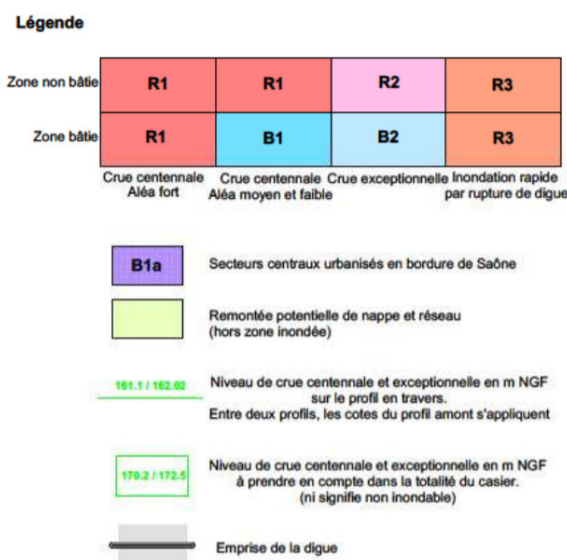 Légende
Zone non bâtie R1 R1 R2 R3
Zone bâtie R1 B1 B2 R3
Crue centennale Crue centennale Crue exceptionnelle Inondation rapide
Aléa fort Aléa moyen et faible par rupture de digue
B1a Secteurs centraux urbanisés en bordure de Saône
Remontée potentielle de nappe et réseau
(hors zone inondée)
161.1 / 162.02 Niveau de crue centennale et exceptionnelle en m NGF
sur le profil en travers.
Entre deux profils, les cotes du profil amont s'appliquent
Niveau de crue centennale et exceptionnelle en m NGF
170.2 / 172.5 à prendre en compte dans la totalité du casier.
(ni signifie non inondable)
Emprise de la digue